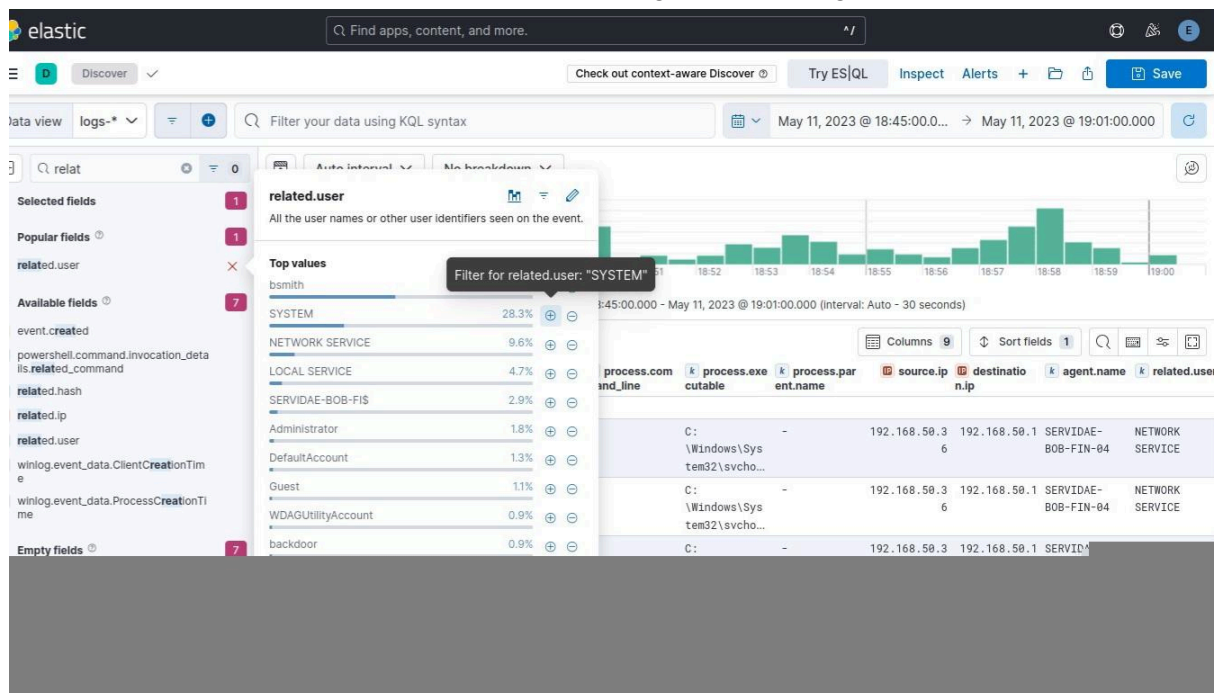 elastic
Find apps, content, and more.
^/
E
D
Discover
Check out context-aware Discover
Try ES|QL
Inspect
Alerts
Save
Data view
logs-*
Filter your data using KQL syntax
May 11, 2023 @ 18:45:00.0...
→ May 11, 2023 @ 19:01:00.000
relat
0
Auto interval
No breakdown
Selected fields
1
Popular fields
1
related.user
Available fields
7
event.created
powershell.command.invocation_deta
ils.related_command
related.hash
related.ip
related.user
winlog.event_data.ClientCreationTim
e
winlog.event_data.ProcessCreationTi
me
Empty fields
7
related.user
All the user names or other user identifiers seen on the event.
Top values
Filter for related.user: "SYSTEM"
bsmith
SYSTEM 28.3%
NETWORK SERVICE 9.6%
LOCAL SERVICE 4.7%
SERVIDAE-BOB-FI$ 2.9%
Administrator 1.8%
DefaultAccount 1.3%
Guest 1.1%
WDAGUtilityAccount 0.9%
backdoor 0.9%
18:52 18:53 18:54 18:55 18:56 18:57 18:58 18:59 19:00
:45:00.000 - May 11, 2023 @ 19:01:00.000 (interval: Auto - 30 seconds)
Columns 9
Sort fields 1
k process.exe
cutable
k process.par
ent.name
source.ip
destinatio
n.ip
k agent.name
k related.user
process.com
and_line
C:
\Windows\Sys
tem32\svcho...
-
192.168.50.3
6
192.168.50.1
SERVIDAE-
BOB-FIN-04
NETWORK
SERVICE
C:
\Windows\Sys
tem32\svcho...
-
192.168.50.3
6
192.168.50.1
SERVIDAE-
BOB-FIN-04
NETWORK
SERVICE
C:
-
192.168.50.3
192.168.50.1